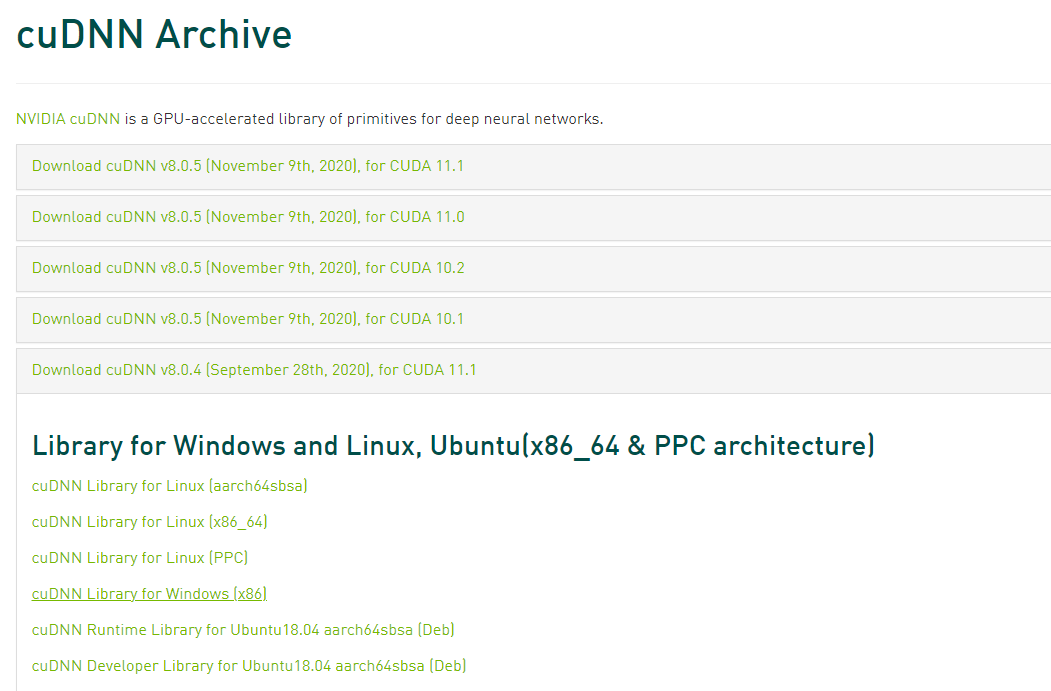 cuDNN Archive
NVIDIA cuDNN is a GPU-accelerated library of primitives for deep neural networks.
Download cuDNN v8.0.5 (November 9th, 2020), for CUDA 11.1
Download cuDNN v8.0.5 (November 9th, 2020), for CUDA 11.0
Download cuDNN v8.0.5 (November 9th, 2020), for CUDA 10.2
Download cuDNN v8.0.5 (November 9th, 2020), for CUDA 10.1
Download cuDNN v8.0.4 (September 28th, 2020), for CUDA 11.1
Library for Windows and Linux, Ubuntu(x86_64 & PPC architecture)
cuDNN Library for Linux (aarch64sbsa)
cuDNN Library for Linux (x86_64)
cuDNN Library for Linux (PPC)
cuDNN Library for Windows (x86)
cuDNN Runtime Library for Ubuntu18.04 aarch64sbsa (Deb)
cuDNN Developer Library for Ubuntu18.04 aarch64sbsa (Deb)